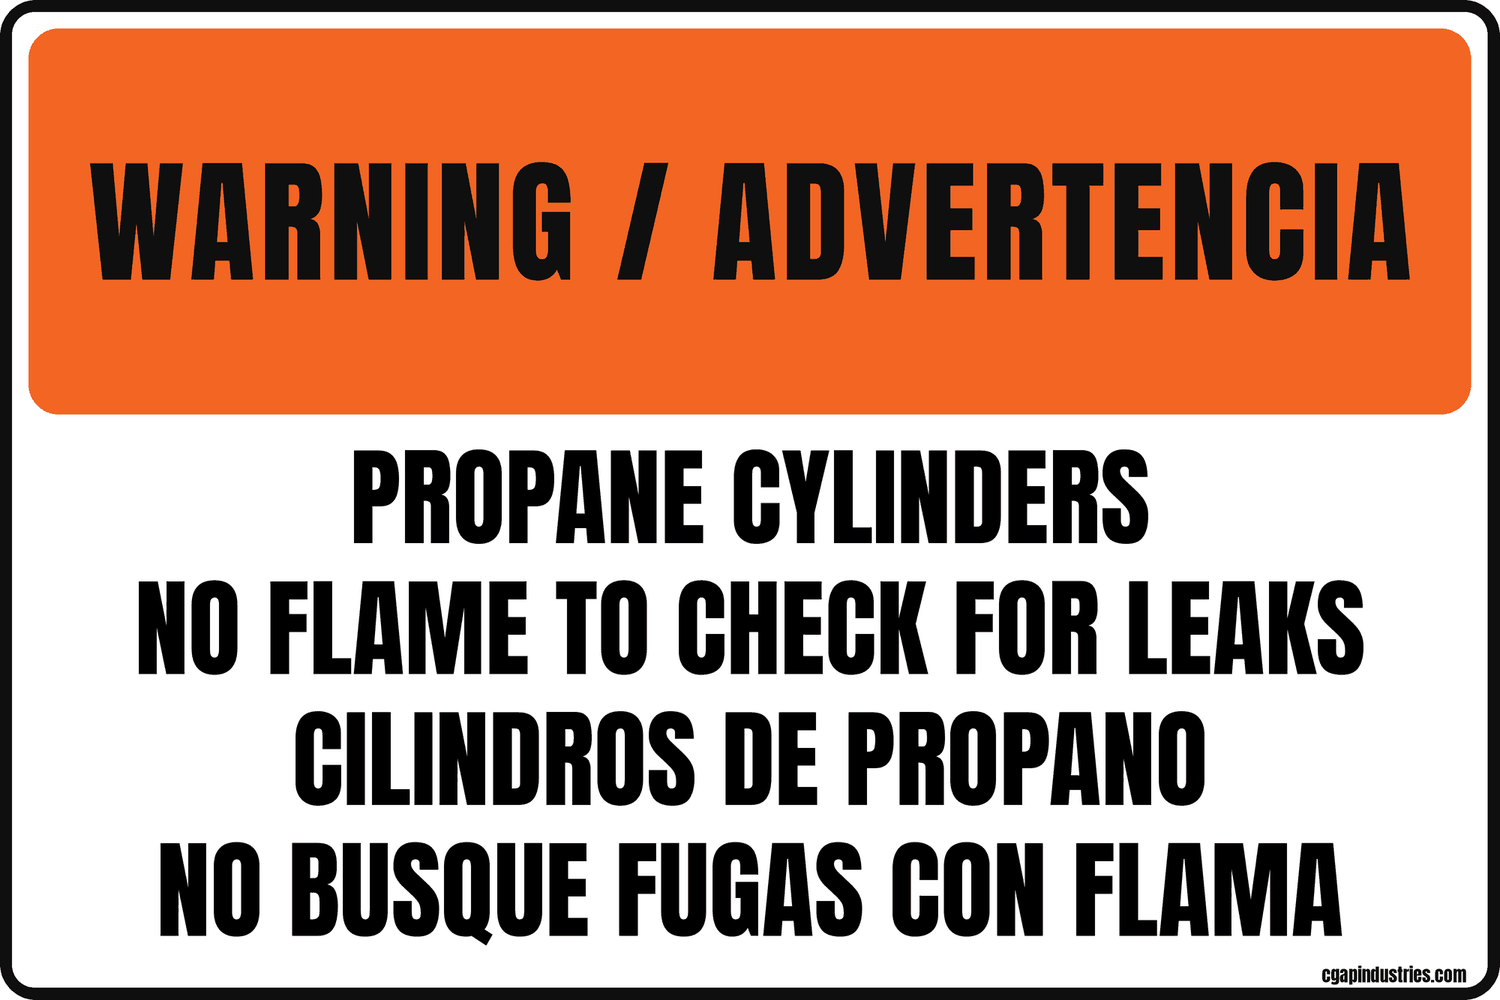 WARNING / ADVERTENCIA
PROPANE CYLINDERS
NO FLAME TO CHECK FOR LEAKS
CILINDROS DE PROPANO
NO BUSQUE FUGAS CON FLAMA
cgapindustries.com